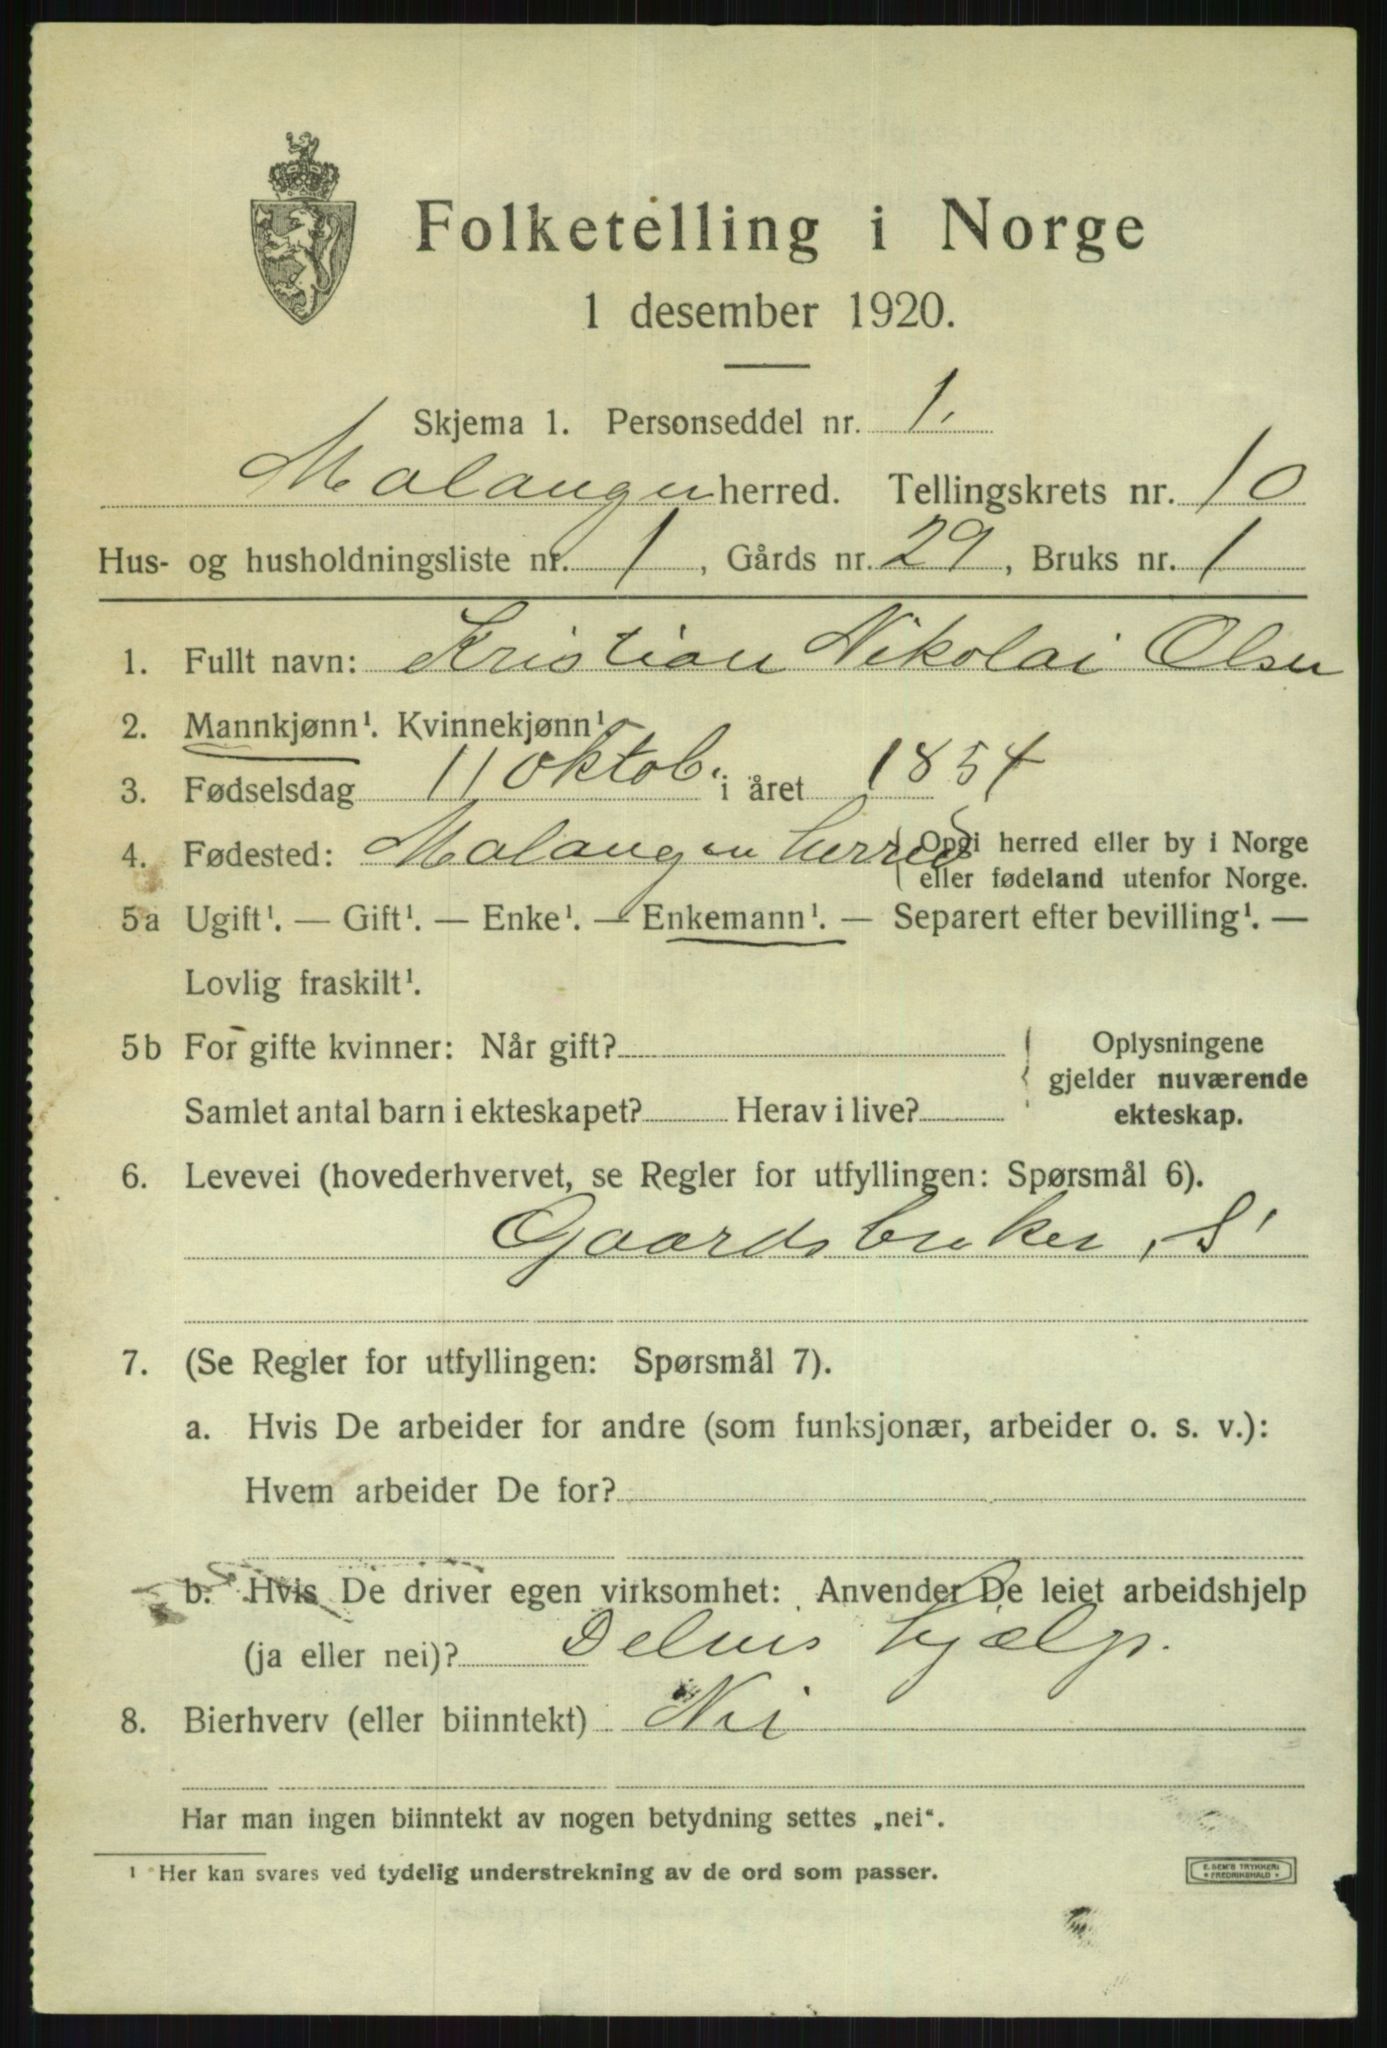 Folketelling i Norge
1 desember 1920.
Skjema 1. Personseddel nr. 1.
Malangen herred. Tellingskrets nr. 10
Hus- og husholdningsliste nr. 1, Gårds nr. 29, Bruks nr. 1
1. Fullt navn: Kristian Nikolai Olsen
2. Mannkjønn¹. Kvinnekjønn¹
3. Fødselsdag 11 oktob. i året 1854
4. Fødested: Malangen herred { Opgi herred eller by i Norge
eller fødeland utenfor Norge.
5a Ugift¹. — Gift¹. — Enke¹. — Enkemann¹. — Separert efter bevilling¹. —
Lovlig fraskilt¹.
5b For gifte kvinner: Når gift? { Oplysningene
gjelder nuværende
Samlet antal barn i ekteskapet? Herav i live? ekteskap.
6. Levevei (hovederhvervet, se Regler for utfyllingen: Spørsmål 6).
Gaardsbruker, S
7. (Se Regler for utfyllingen: Spørsmål 7).
a. Hvis De arbeider for andre (som funksjonær, arbeider o. s. v.):
Hvem arbeider De for?
b. Hvis De driver egen virksomhet: Anvender De leiet arbeidshjelp
(ja eller nei)? Delvis hjælp.
8. Bierhverv (eller biinntekt) Nei
Har man ingen biinntekt av nogen betydning settes „nei“.
¹ Her kan svares ved tydelig understrekning av de ord som passer.
E. SEM'S TRYKKERI
* FREDRIKSHALD *